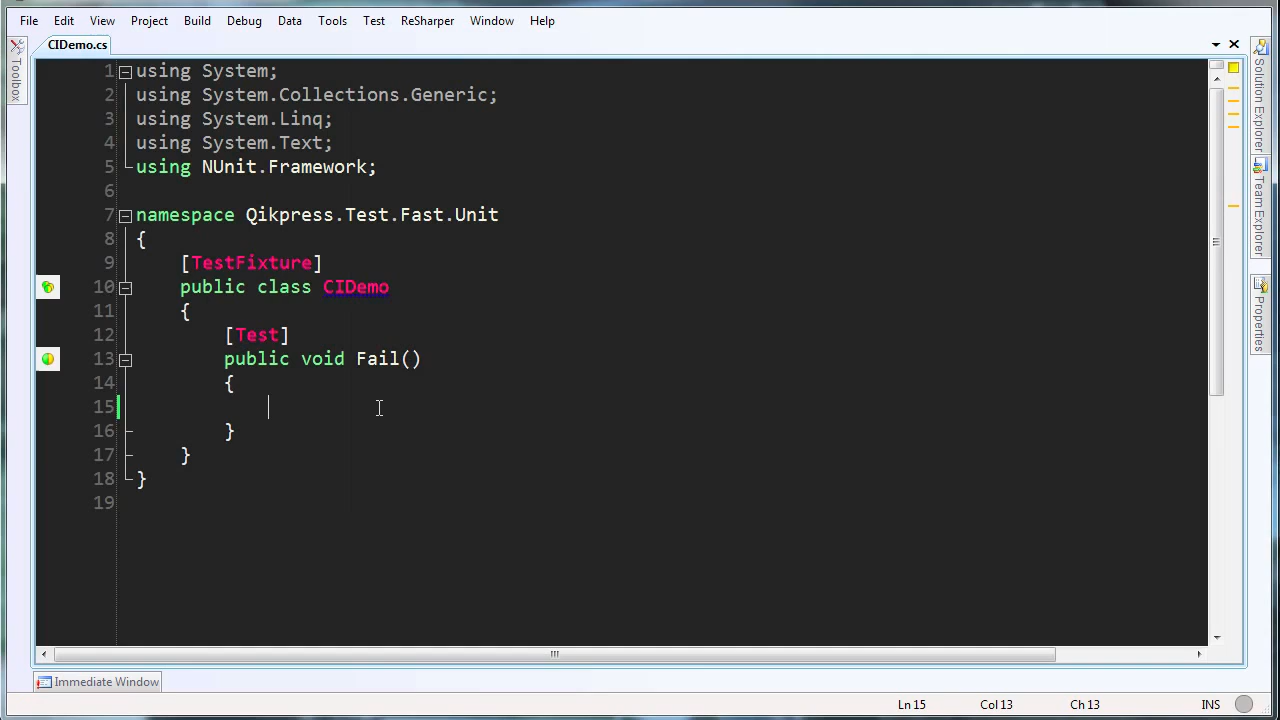 File Edit View Project Build Debug Data Tools Test ReSharper Window Help
CIDemo.cs
Toolbox
Solution Explorer
Team Explorer
Properties
1 using System;
2 using System.Collections.Generic;
3 using System.Linq;
4 using System.Text;
5 using NUnit.Framework;
6
7 namespace Qikpress.Test.Fast.Unit
8 {
9 [TestFixture]
10 public class CIDemo
11 {
12 [Test]
13 public void Fail()
14 {
15
16 }
17 }
18 }
19
Immediate Window
Ln 15 Col 13 Ch 13 INS